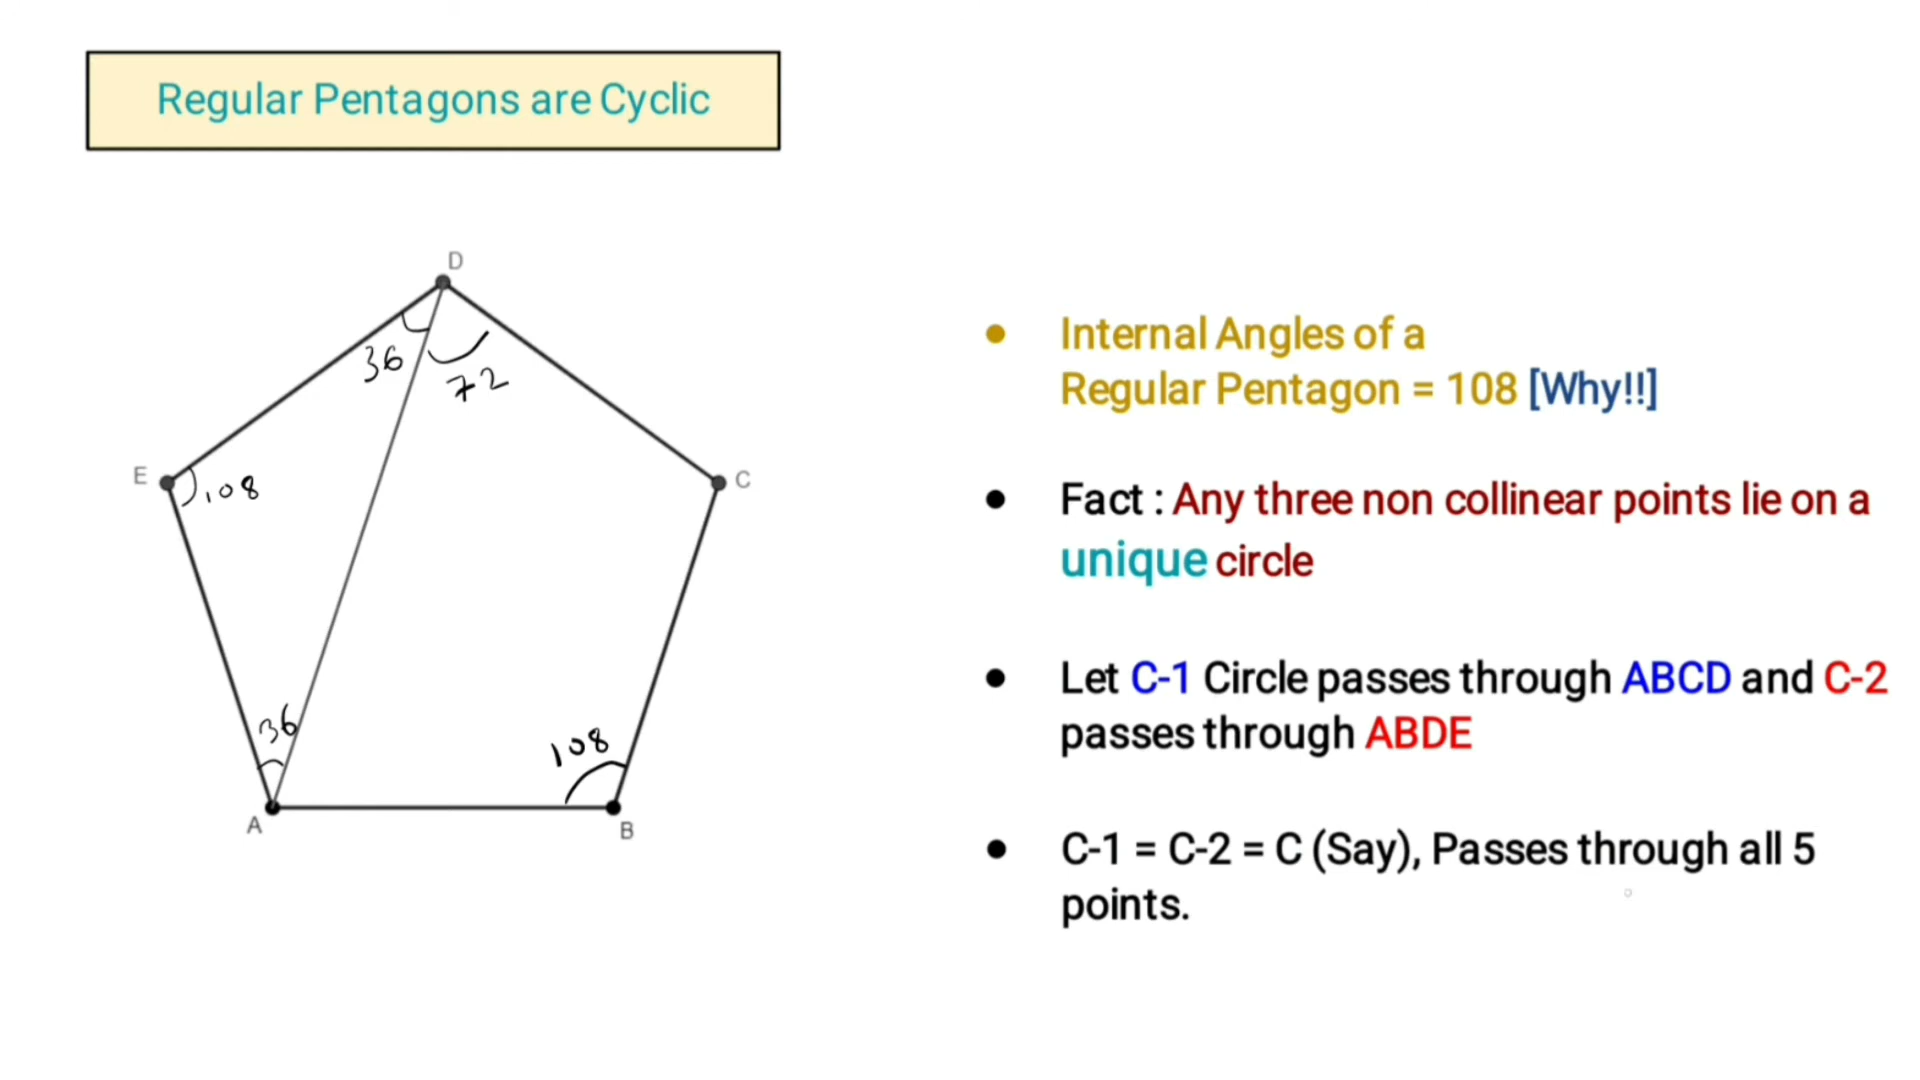 Regular Pentagons are Cyclic
D
36
72
E
108
C
36
108
A
B
Internal Angles of a
Regular Pentagon = 108 [Why!!]
Fact : Any three non collinear points lie on a
unique circle
Let C-1 Circle passes through ABCD and C-2
passes through ABDE
C-1 = C-2 = C (Say), Passes through all 5
points.